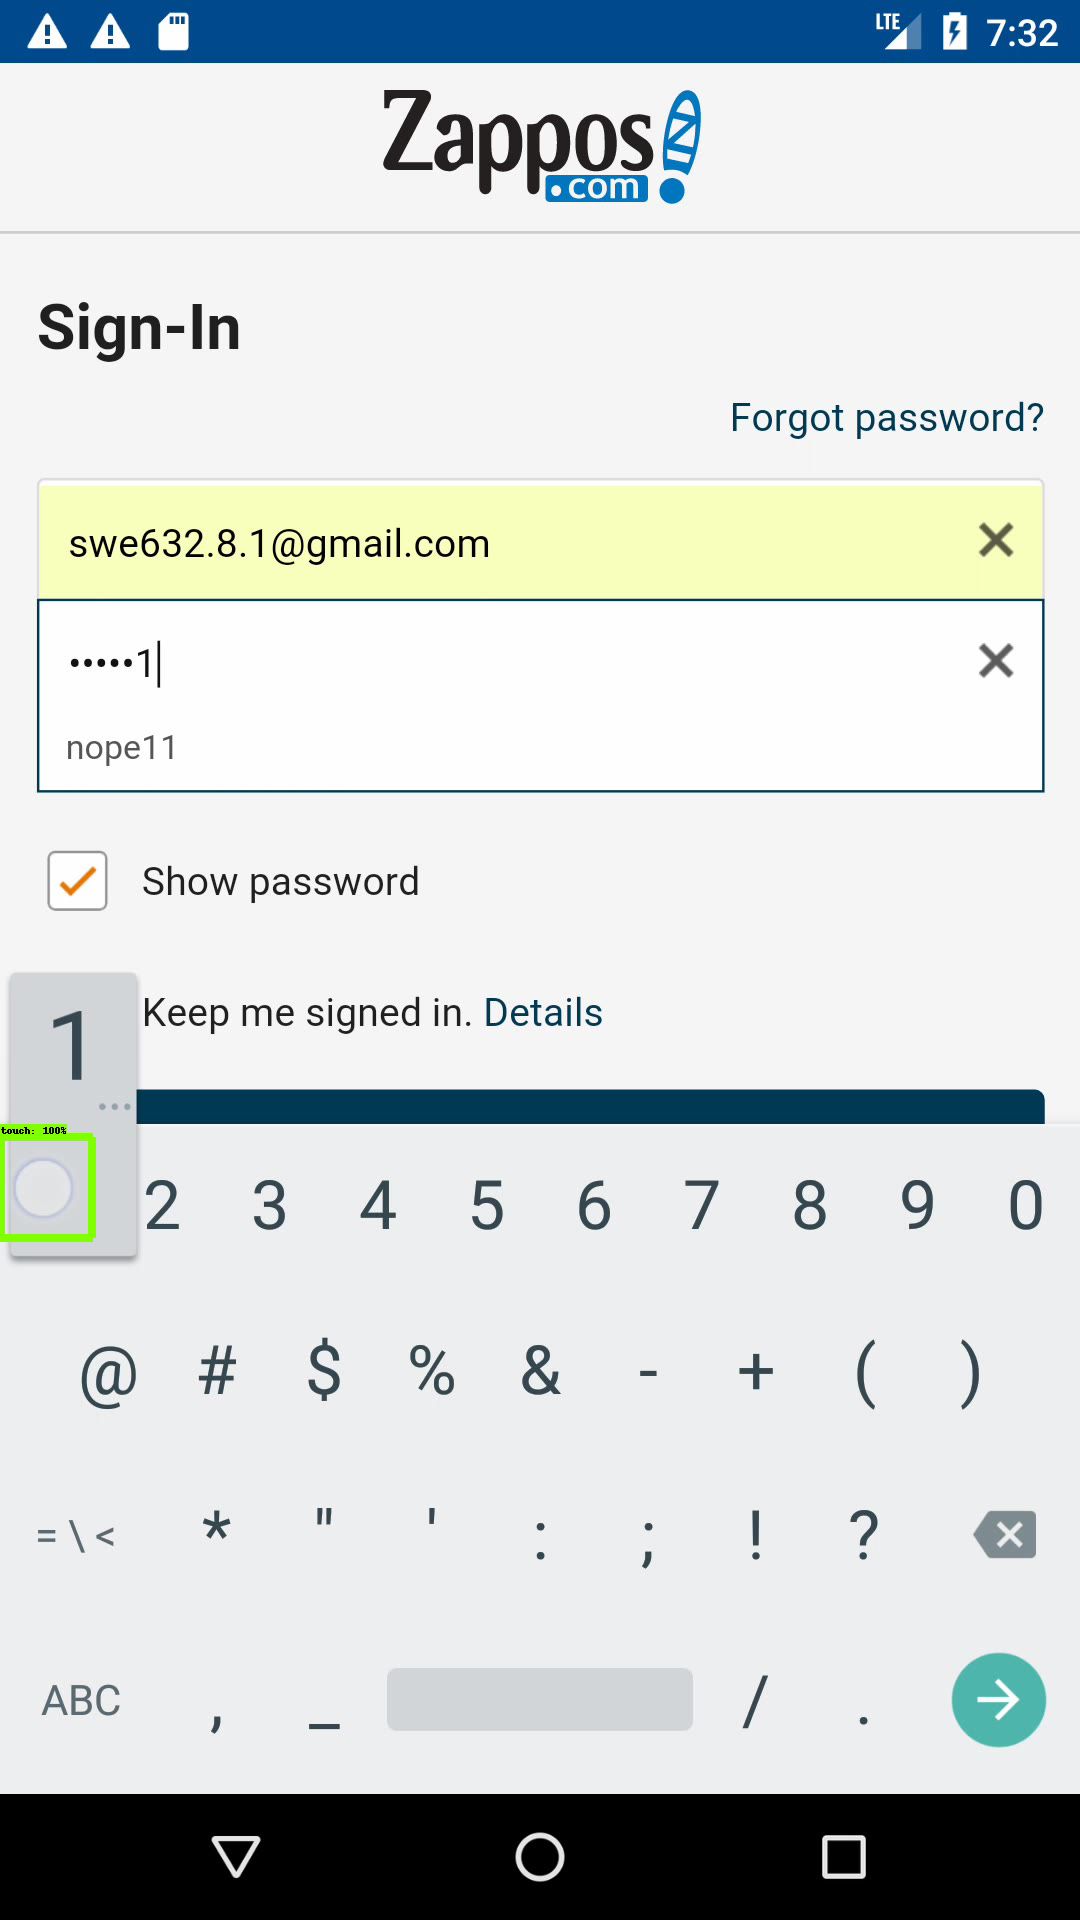 LTE 7:32
Zappos
.com
Sign-In
Forgot password?
swe632.8.1@gmail.com
•••••1
nope11
Show password
1
Keep me signed in. Details
...
touch: 100%
2 3 4 5 6 7 8 9 0
@ # $ % & - + ( )
= \ < * " ' : ; ! ?
ABC , _ / .